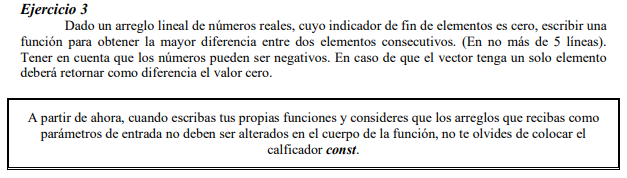 Ejercicio 3
Dado un arreglo lineal de números reales, cuyo indicador de fin de elementos es cero, escribir una
función para obtener la mayor diferencia entre dos elementos consecutivos. (En no más de 5 líneas).
Tener en cuenta que los números pueden ser negativos. En caso de que el vector tenga un solo elemento
deberá retornar como diferencia el valor cero.
A partir de ahora, cuando escribas tus propias funciones y consideres que los arreglos que recibas como
parámetros de entrada no deben ser alterados en el cuerpo de la función, no te olvides de colocar el
calficador const.